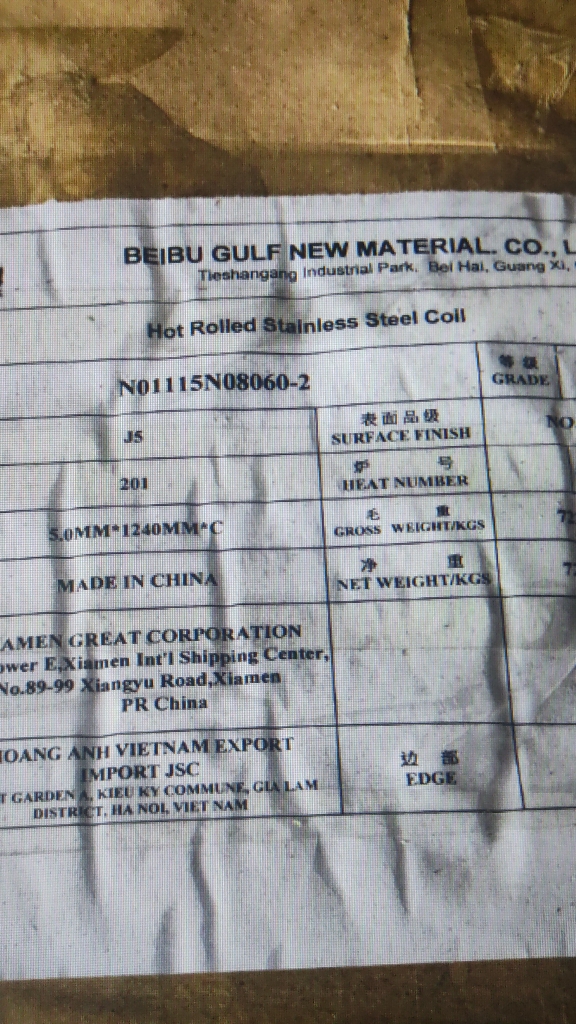 BEIBU GULF NEW MATERIAL. CO., L
Tieshangang Industrial Park. Bei Hai, Guang Xi,
Hot Rolled Stainless Steel Coil
N01115N08060-2
等级
GRADE
J5
表面品级
SURFACE FINISH
NO
201
炉号
HEAT NUMBER
5.0MM*1240MM*C
毛重
GROSS WEIGHT/KGS
MADE IN CHINA
净重
NET WEIGHT/KGS
AMEN GREAT CORPORATION
ower E,Xiamen Int'l Shipping Center,
No.89-99 Xiangyu Road,Xiamen
PR China
HOANG ANH VIETNAM EXPORT
IMPORT JSC
T GARDEN A, KIEU KY COMMUNE, GIA LAM
DISTRICT, HA NOI, VIET NAM
边部
EDGE